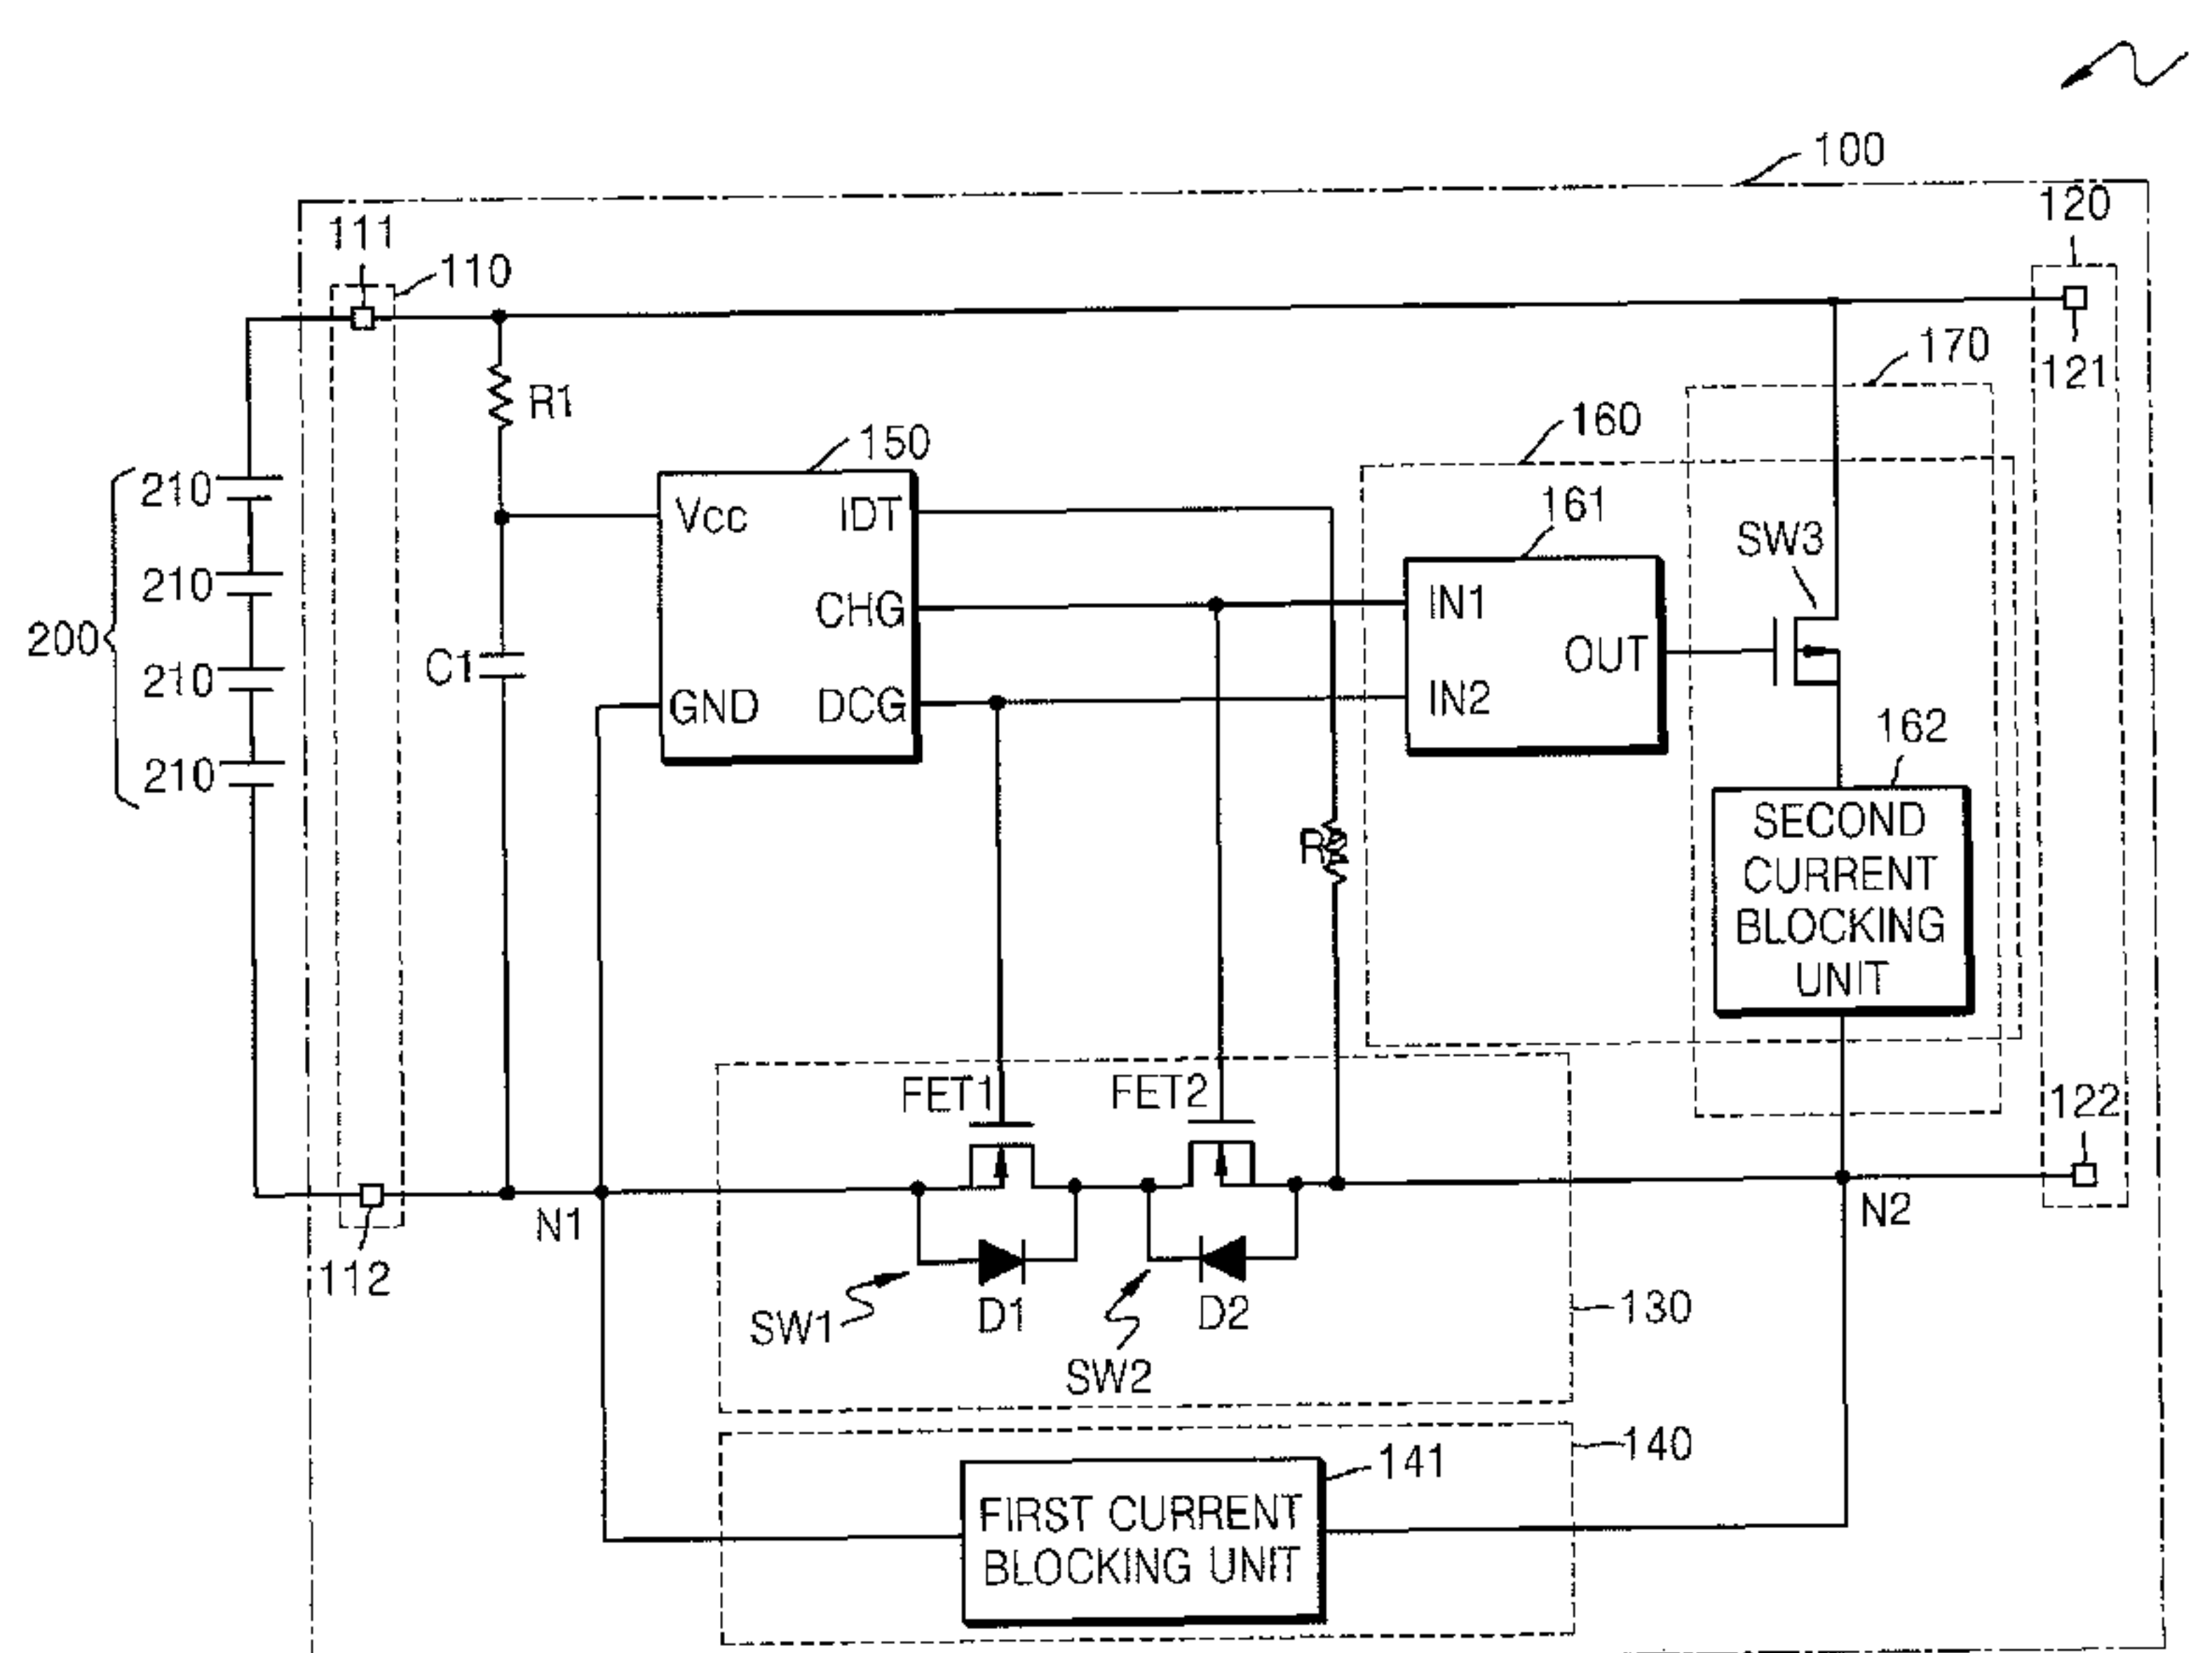 100
120
111
110
121
170
R1
160
150
210
Vcc
IDT
161
SW3
210
CHG
IN1
200
OUT
C1
210
GND
DCG
IN2
162
210
SECOND
CURRENT
BLOCKING
UNIT
FET1
FET2
122
N1
N2
112
SW1
D1
D2
130
SW2
140
141
FIRST CURRENT
BLOCKING UNIT